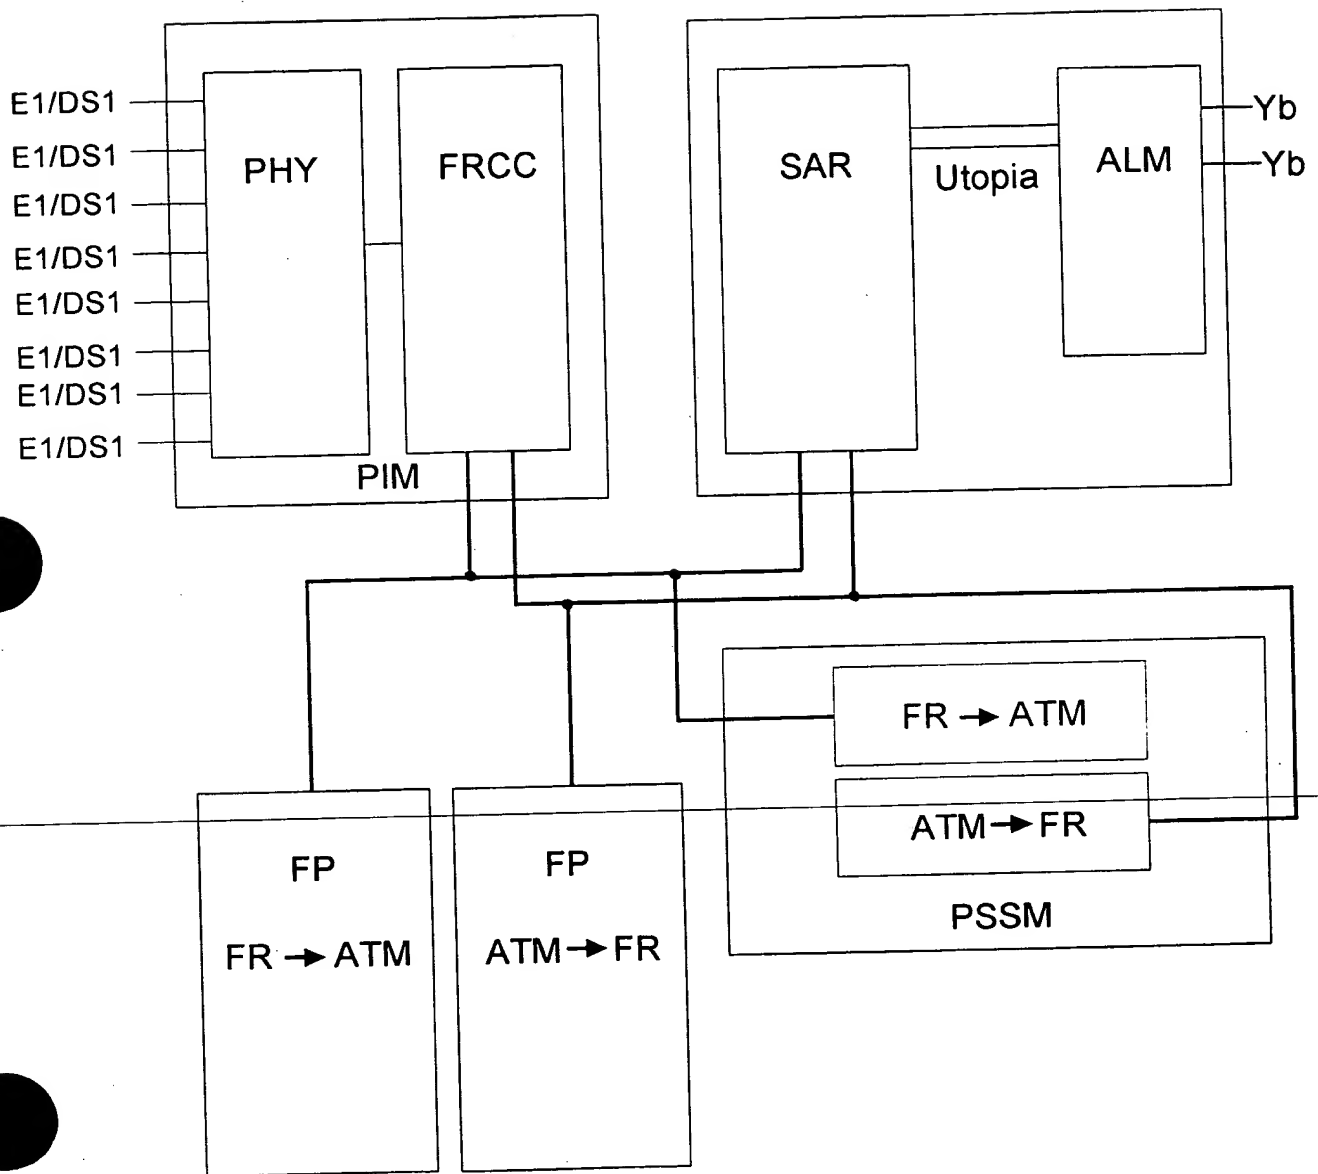 E1/DS1
E1/DS1
E1/DS1
E1/DS1
E1/DS1
E1/DS1
E1/DS1
E1/DS1
PHY
FRCC
PIM
SAR
Utopia
ALM
Yb
Yb
FR → ATM
ATM → FR
PSSM
FP
FR → ATM
FP
ATM → FR